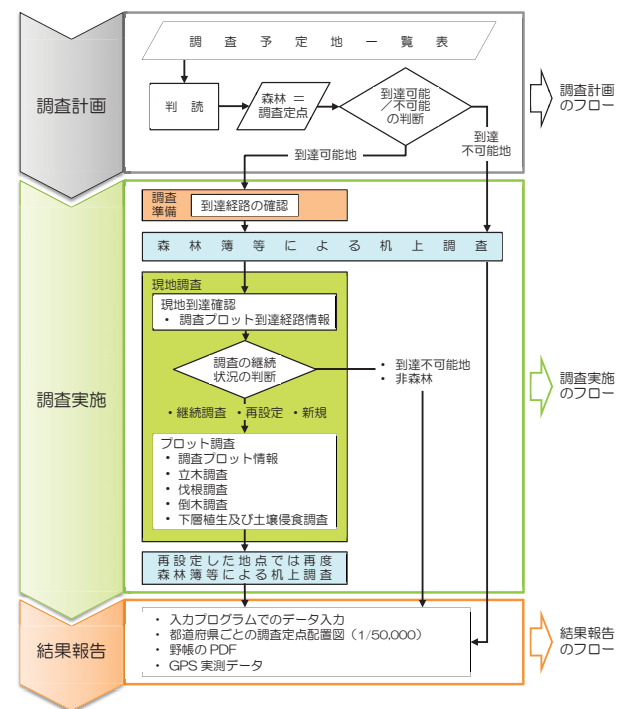 調査予定地一覧表
調査計画
判読
森林＝
調査定点
到達可能
／不可能
の判断
調査計画
のフロー
到達
不可能地
到達可能地
調査
準備
到達経路の確認
森林簿等による机上調査
現地調査
現地到達確認
・ 調査プロット到達経路情報
調査の継続
状況の判断
・ 到達不可能地
・ 非森林
調査実施
調査実施
のフロー
・継続調査 ・再設定 ・新規
プロット調査
・ 調査プロット情報
・ 立木調査
・ 伐根調査
・ 倒木調査
・ 下層植生及び土壌侵食調査
再設定した地点では再度
森林簿等による机上調査
結果報告
・ 入力プログラムでのデータ入力
・ 都道府県ごとの調査定点配置図（1/50,000）
・ 野帳の PDF
・ GPS 実測データ
結果報告
のフロー